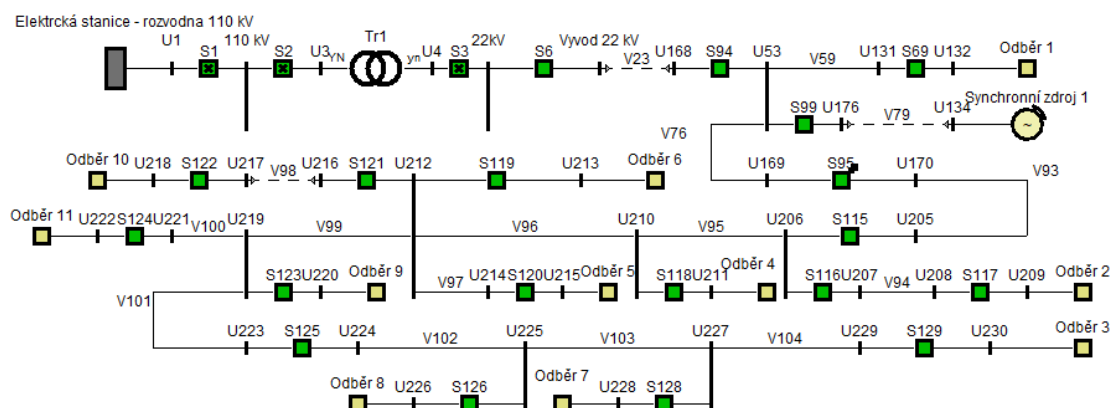 Elektrcká stanice - rozvodna 110 kV
U1 S1 110 kV S2 U3 YN Tr1 yn U4 S3 22kV S6 Vyvod 22 kV V23 U168 S94 U53 V59 U131 S69 U132 Odběr 1
S99 U176 V79 U134 Synchronní zdroj 1
~
V76
Odběr 10 U218 S122 U217 V98 U216 S121 U212 S119 U213 Odběr 6 U169 S95 U170 V93
Odběr 11 U222 S124 U221 V100 U219 V99 V96 U210 V95 U206 S115 U205
S123 U220 Odběr 9 V97 U214 S120 U215 Odběr 5 S118 U211 Odběr 4 S116 U207 V94 U208 S117 U209 Odběr 2
V101
U223 S125 U224 V102 U225 V103 U227 V104 U229 S129 U230 Odběr 3
Odběr 8 U226 S126 Odběr 7 U228 S128